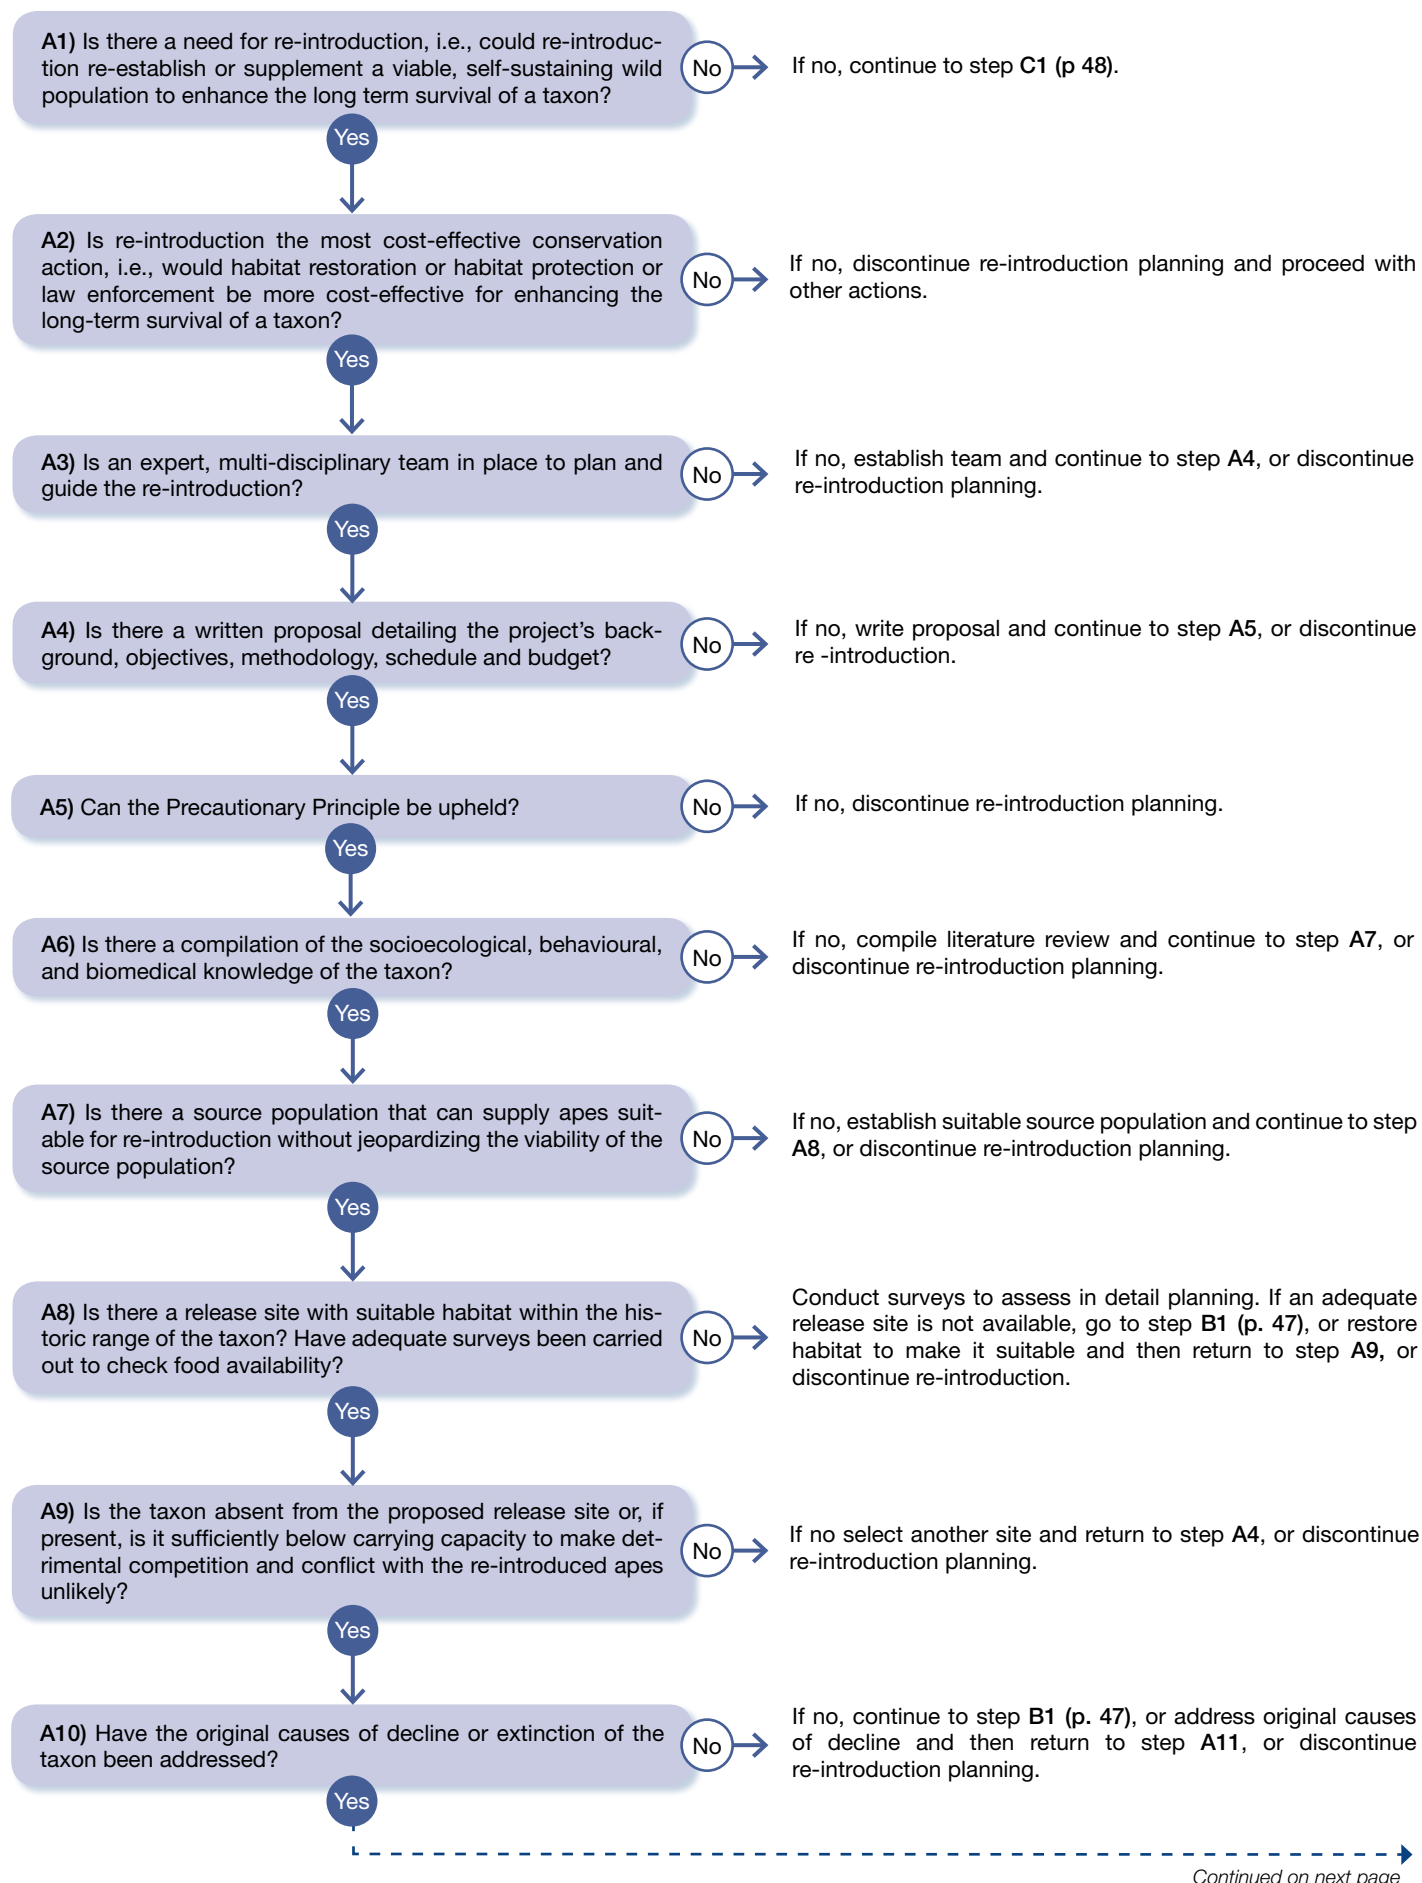 A1) Is there a need for re-introduction, i.e., could re-introduc-
tion re-establish or supplement a viable, self-sustaining wild
population to enhance the long term survival of a taxon?
No
If no, continue to step C1 (p 48).
Yes
A2) Is re-introduction the most cost-effective conservation
action, i.e., would habitat restoration or habitat protection or
law enforcement be more cost-effective for enhancing the
long-term survival of a taxon?
No
If no, discontinue re-introduction planning and proceed with
other actions.
Yes
A3) Is an expert, multi-disciplinary team in place to plan and
guide the re-introduction?
No
If no, establish team and continue to step A4, or discontinue
re-introduction planning.
Yes
A4) Is there a written proposal detailing the project's back-
ground, objectives, methodology, schedule and budget?
No
If no, write proposal and continue to step A5, or discontinue
re -introduction.
Yes
A5) Can the Precautionary Principle be upheld?
No
If no, discontinue re-introduction planning.
Yes
A6) Is there a compilation of the socioecological, behavioural,
and biomedical knowledge of the taxon?
No
If no, compile literature review and continue to step A7, or
discontinue re-introduction planning.
Yes
A7) Is there a source population that can supply apes suit-
able for re-introduction without jeopardizing the viability of the
source population?
No
If no, establish suitable source population and continue to step
A8, or discontinue re-introduction planning.
Yes
A8) Is there a release site with suitable habitat within the his-
toric range of the taxon? Have adequate surveys been carried
out to check food availability?
No
Conduct surveys to assess in detail planning. If an adequate
release site is not available, go to step B1 (p. 47), or restore
habitat to make it suitable and then return to step A9, or
discontinue re-introduction.
Yes
A9) Is the taxon absent from the proposed release site or, if
present, is it sufficiently below carrying capacity to make det-
rimental competition and conflict with the re-introduced apes
unlikely?
No
If no select another site and return to step A4, or discontinue
re-introduction planning.
Yes
A10) Have the original causes of decline or extinction of the
taxon been addressed?
No
If no, continue to step B1 (p. 47), or address original causes
of decline and then return to step A11, or discontinue
re-introduction planning.
Yes
Continued on next page